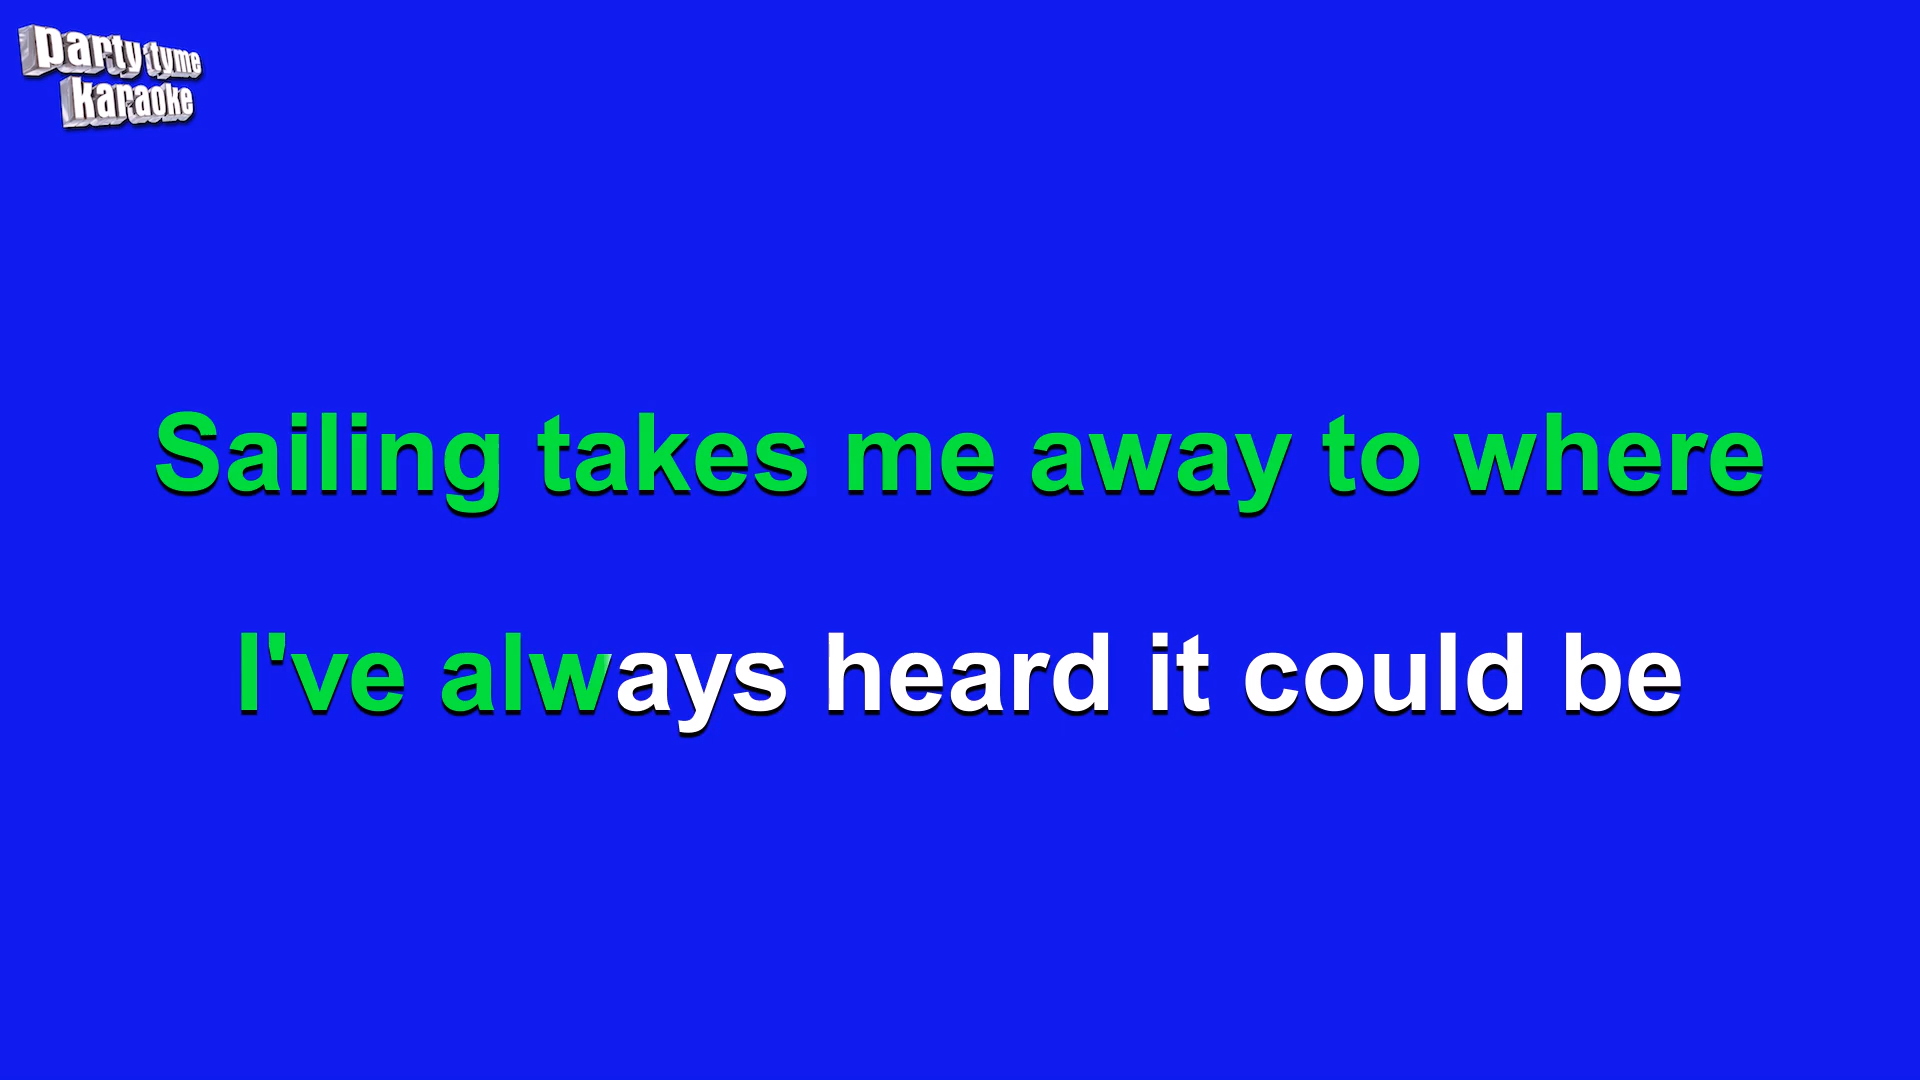 party tyme
karaoke
Sailing takes me away to where
I've always heard it could be